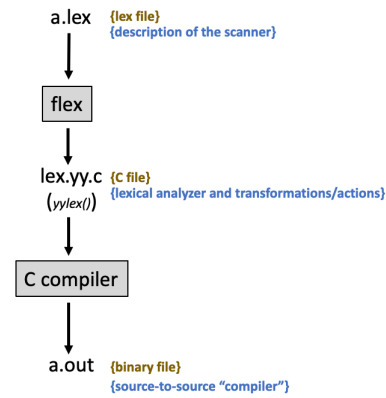 a.lex {lex file}
{description of the scanner}
flex
lex.yy.c {C file}
(yylex()) {lexical analyzer and transformations/actions}
C compiler
a.out {binary file}
{source-to-source “compiler”}